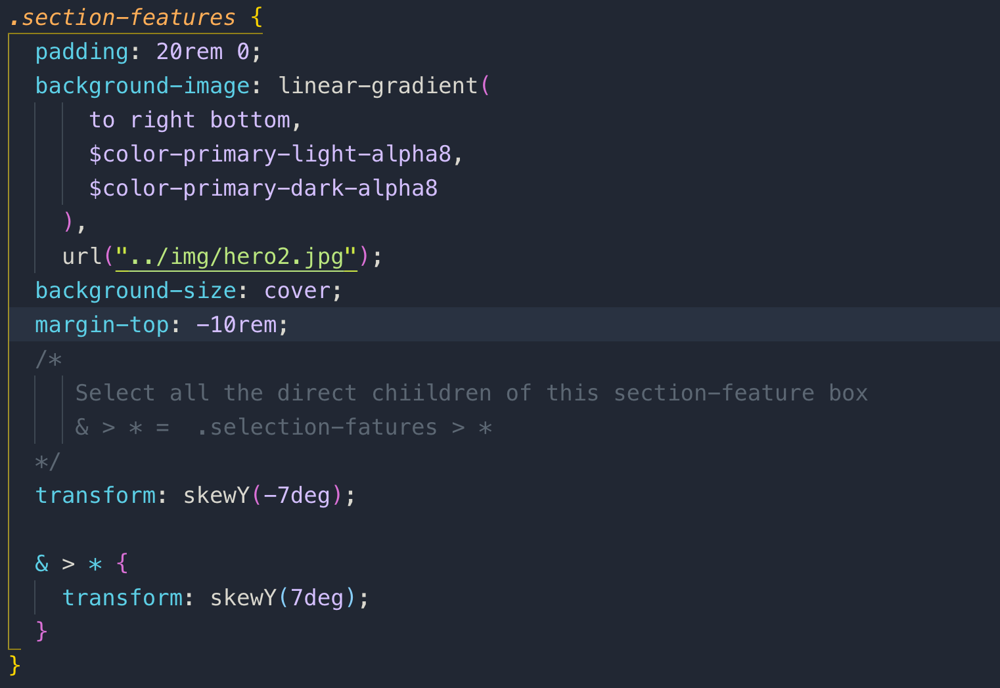 .section-features {
padding: 20rem 0;
background-image: linear-gradient(
to right bottom,
$color-primary-light-alpha8,
$color-primary-dark-alpha8
),
url("../img/hero2.jpg");
background-size: cover;
margin-top: -10rem;
/*
Select all the direct chiildren of this section-feature box
& > * =  .selection-fatures > *
*/
transform: skewY(-7deg);
& > * {
transform: skewY(7deg);
}
}